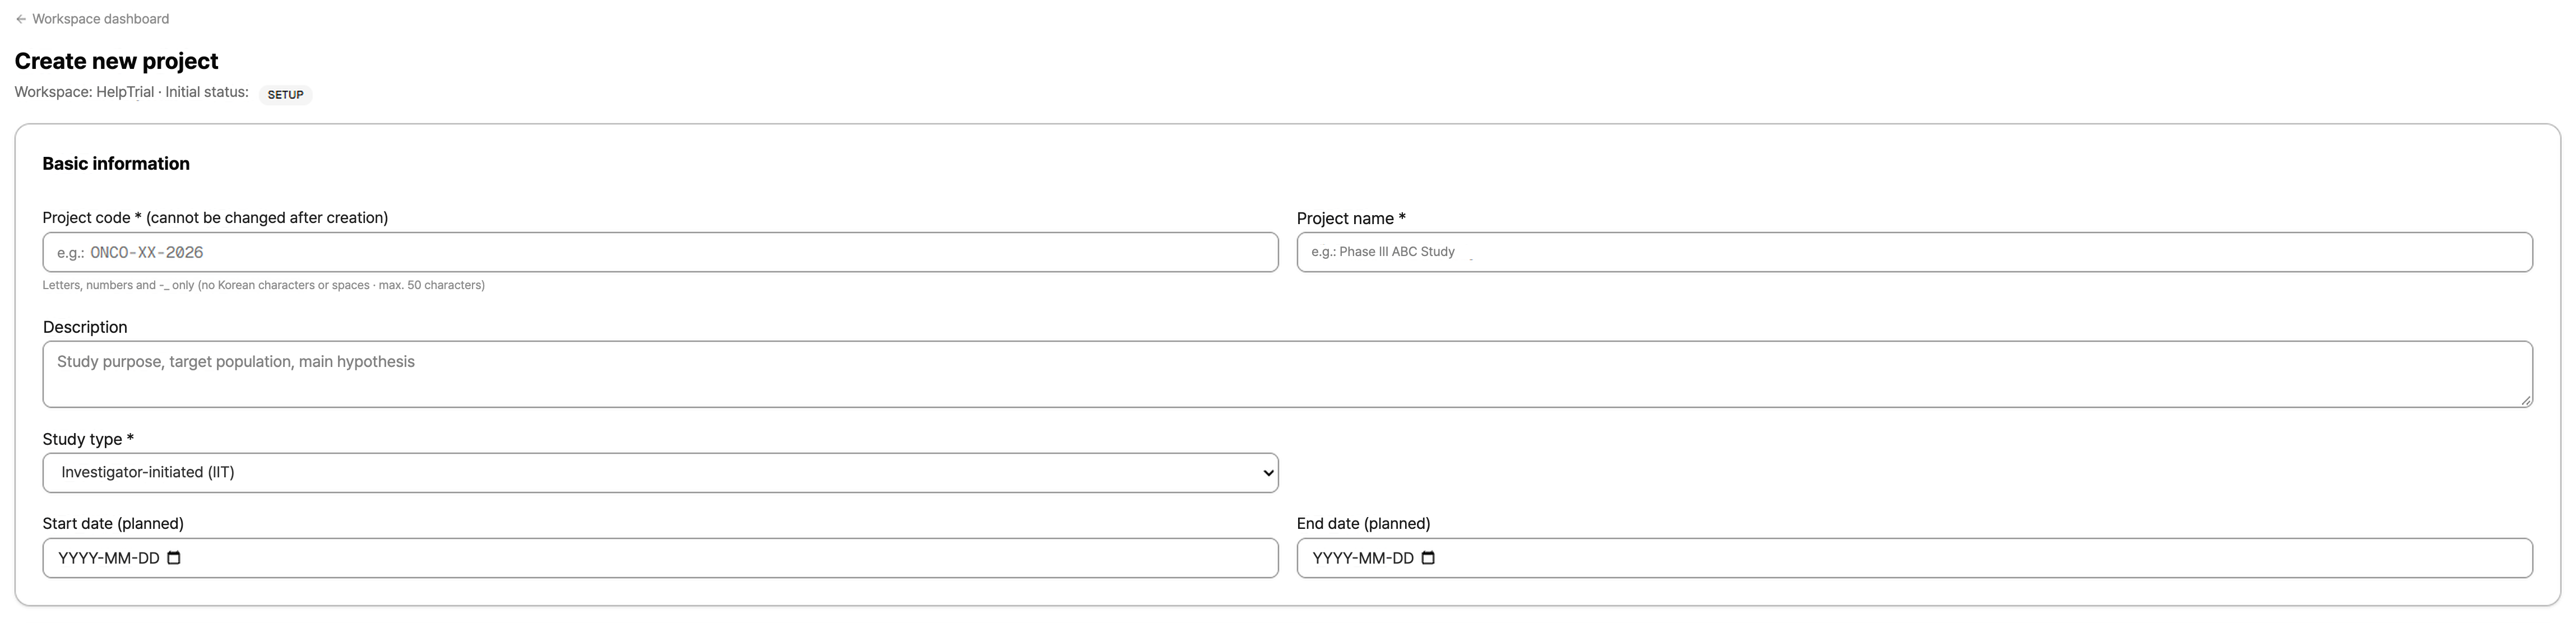 ← Workspace dashboard
Create new project
Workspace: HelpTrial · Initial status: SETUP
Basic information
Project code * (cannot be changed after creation)
Project name *
e.g.: ONCO-XX-2026
e.g.: Phase III ABC Study
Letters, numbers and -_ only (no Korean characters or spaces · max. 50 characters)
Description
Study purpose, target population, main hypothesis
Study type *
Investigator-initiated (IIT)
Start date (planned)
End date (planned)
YYYY-MM-DD
YYYY-MM-DD